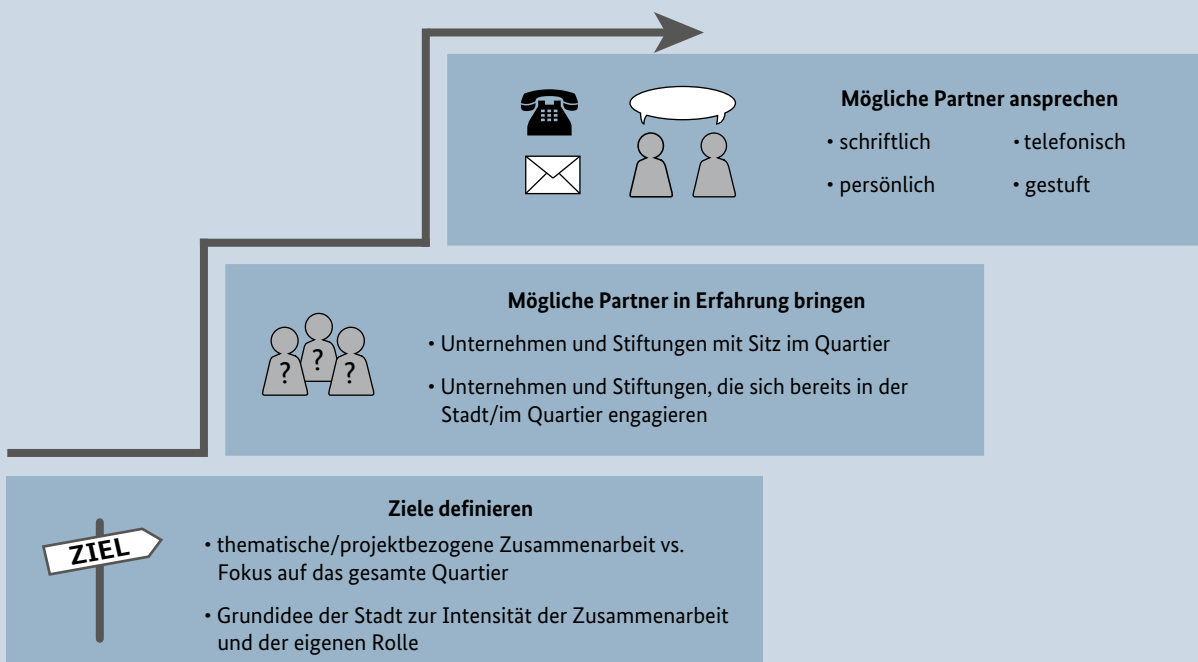 Mögliche Partner ansprechen
• schriftlich • telefonisch
• persönlich • gestuft
Mögliche Partner in Erfahrung bringen
? ? ?
• Unternehmen und Stiftungen mit Sitz im Quartier
• Unternehmen und Stiftungen, die sich bereits in der
Stadt/im Quartier engagieren
Ziele definieren
ZIEL
• thematische/projektbezogene Zusammenarbeit vs.
Fokus auf das gesamte Quartier
• Grundidee der Stadt zur Intensität der Zusammenarbeit
und der eigenen Rolle